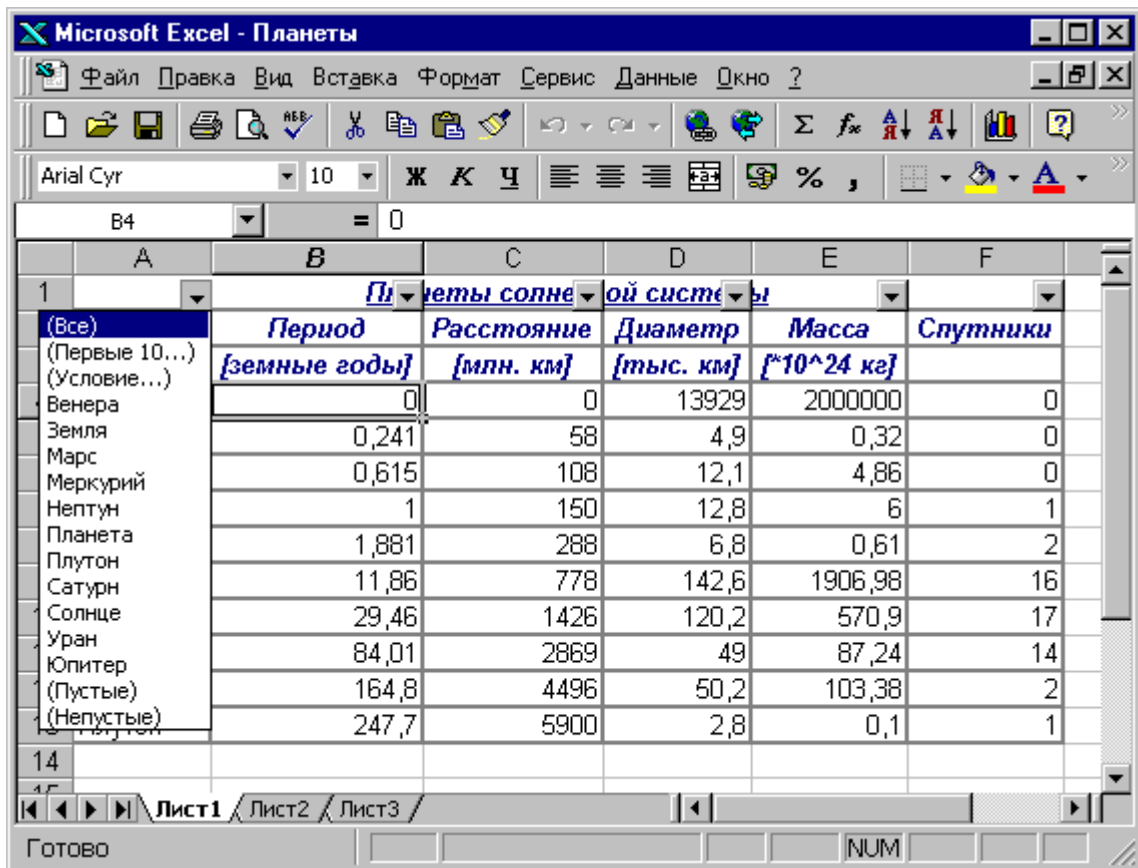 Microsoft Excel - Планеты
Файл Правка Вид Вставка Формат Сервис Данные Окно ?
Arial Cyr 10 Ж К Ч % ,
B4 = 0
A B C D E F
1
(Все) Период Расстояние Диаметр Масса Спутники
(Первые 10...)
(Условие...) [земные годы] [млн. км] [тыс. км] [*10^24 кг]
Венера 0 0 13929 2000000 0
Земля 0,241 58 4,9 0,32 0
Марс
Меркурий 0,615 108 12,1 4,86 0
Нептун 1 150 12,8 6 1
Планета 1,881 288 6,8 0,61 2
Плутон
Сатурн 11,86 778 142,6 1906,98 16
Солнце 29,46 1426 120,2 570,9 17
Уран 84,01 2869 49 87,24 14
Юпитер
(Пустые) 164,8 4496 50,2 103,38 2
(Непустые) 247,7 5900 2,8 0,1 1
14
Лист1 Лист2 Лист3
Готово NUM